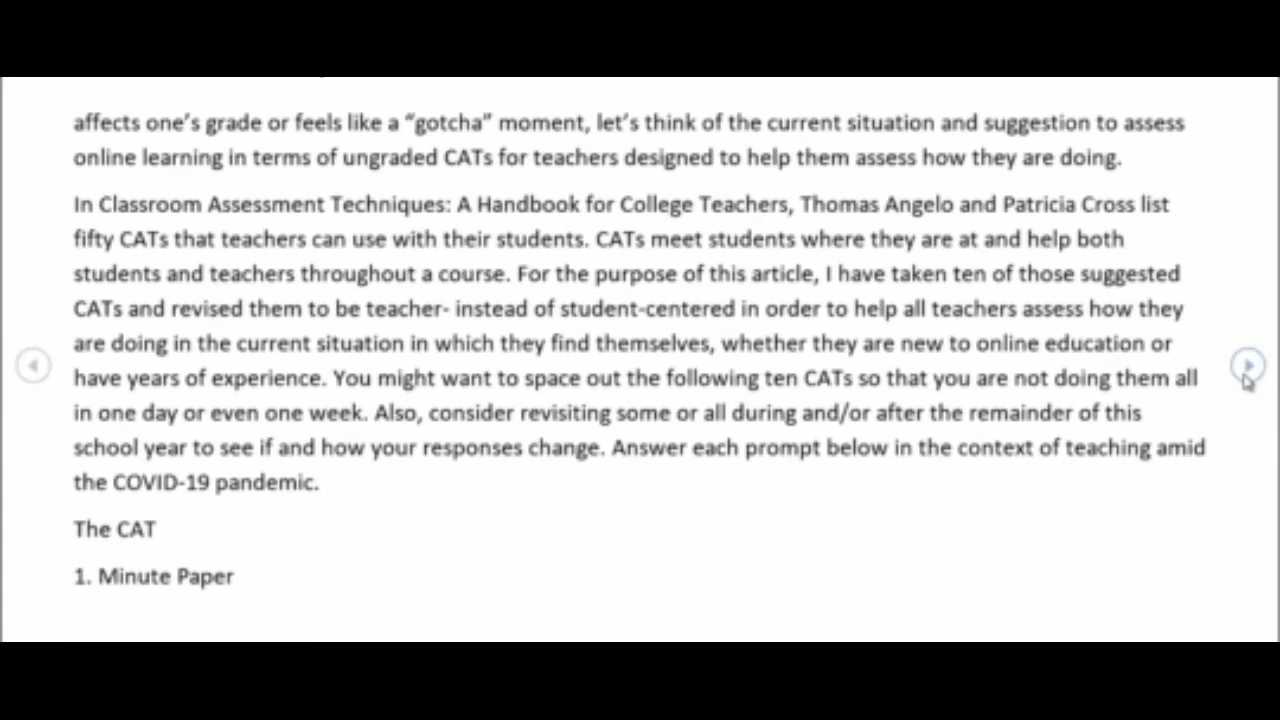 affects one’s grade or feels like a “gotcha” moment, let’s think of the current situation and suggestion to assess
online learning in terms of ungraded CATs for teachers designed to help them assess how they are doing.
In Classroom Assessment Techniques: A Handbook for College Teachers, Thomas Angelo and Patricia Cross list
fifty CATs that teachers can use with their students. CATs meet students where they are at and help both
students and teachers throughout a course. For the purpose of this article, I have taken ten of those suggested
CATs and revised them to be teacher- instead of student-centered in order to help all teachers assess how they
are doing in the current situation in which they find themselves, whether they are new to online education or
have years of experience. You might want to space out the following ten CATs so that you are not doing them all
in one day or even one week. Also, consider revisiting some or all during and/or after the remainder of this
school year to see if and how your responses change. Answer each prompt below in the context of teaching amid
the COVID-19 pandemic.
The CAT
1. Minute Paper